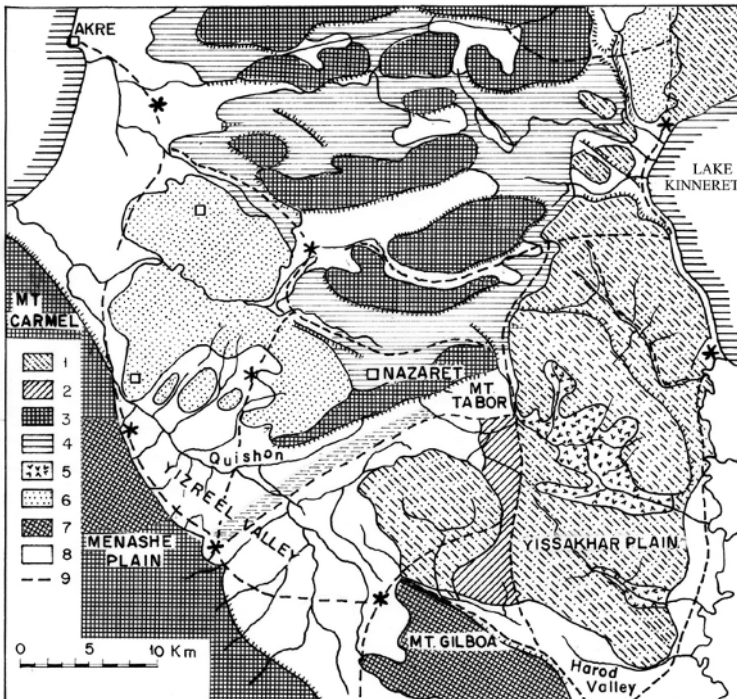 AKRE
LAKE
KINNERET
MT.
CARMEL
1
2
3
4
5
6
7
8
9
NAZARET
MT.
TABOR
Quishon
YIZREEL VALLEY
MENASHE
PLAIN
YISSAKHAR PLAIN
MT. GILBOA
Harod
Valley
0 5 10 Km